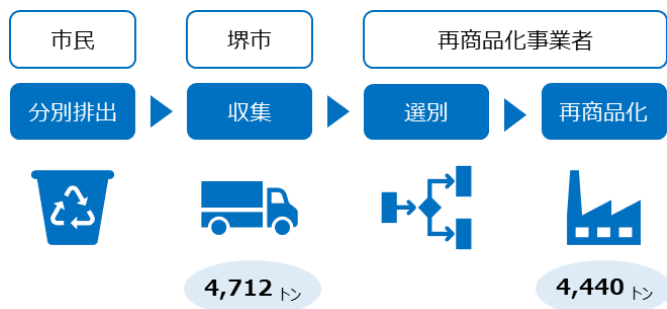 市民
堺市
再商品化事業者
分別排出
収集
選別
再商品化
4,712 トン
4,440 トン